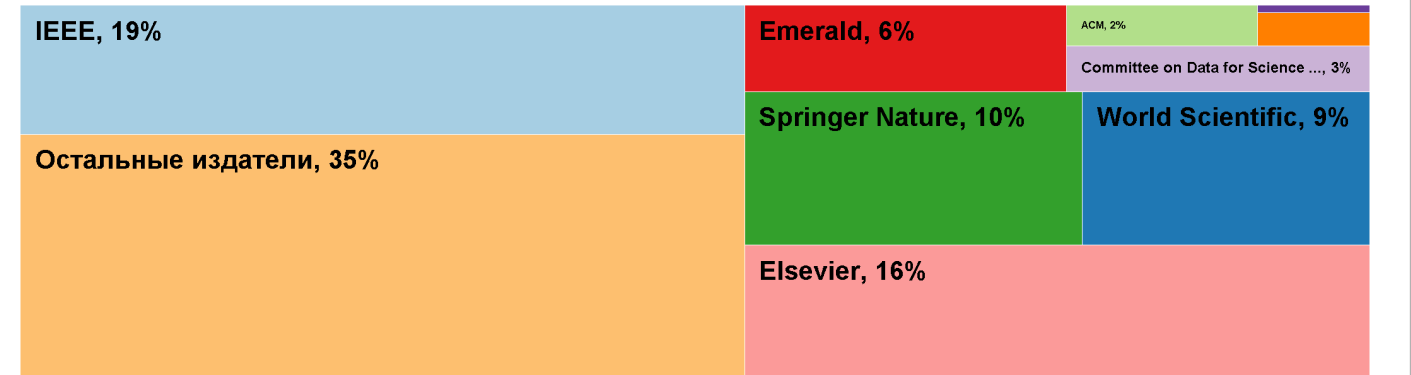 IEEE, 19%
Остальные издатели, 35%
Emerald, 6%
ACM, 2%
Committee on Data for Science ..., 3%
Springer Nature, 10%
World Scientific, 9%
Elsevier, 16%